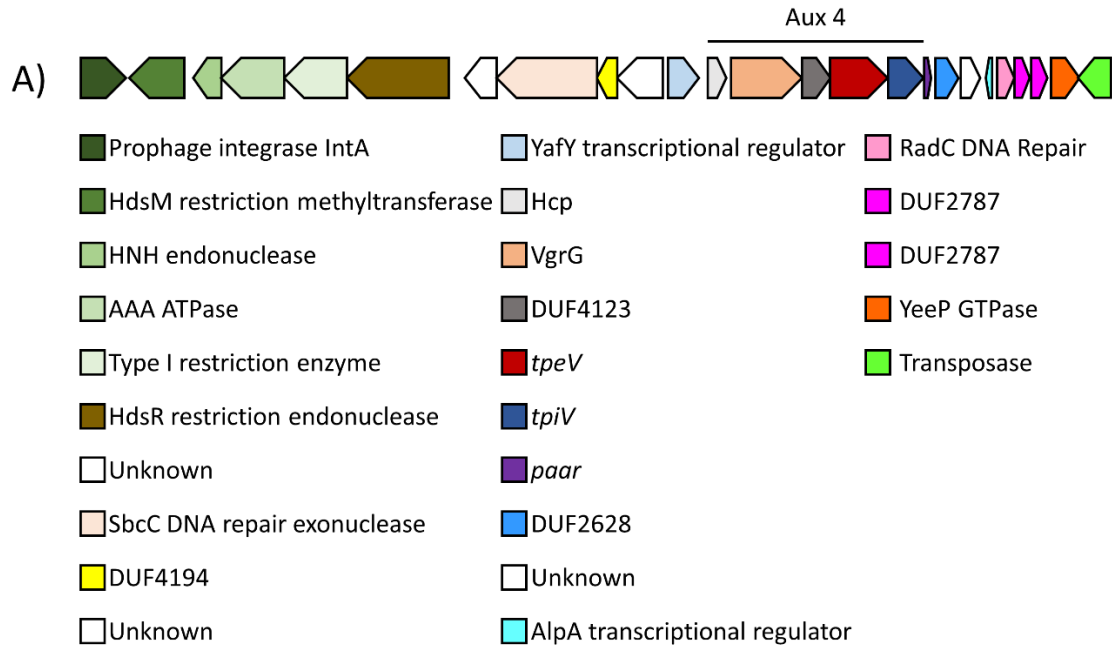 Aux 4
A)
Prophage integrase IntA
HdsM restriction methyltransferase
HNH endonuclease
AAA ATPase
Type I restriction enzyme
HdsR restriction endonuclease
Unknown
SbcC DNA repair exonuclease
DUF4194
Unknown
YafY transcriptional regulator
Hcp
VgrG
DUF4123
tpeV
tpiV
paar
DUF2628
Unknown
AlpA transcriptional regulator
RadC DNA Repair
DUF2787
DUF2787
YeeP GTPase
Transposase